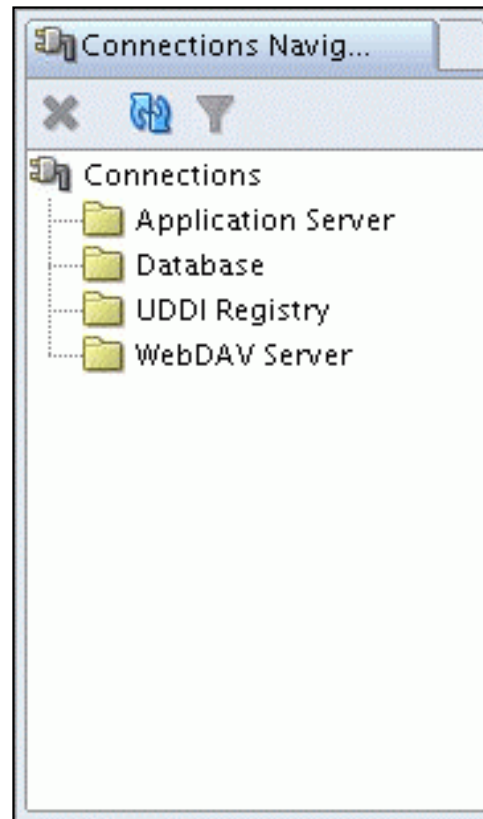 Connections Navig...
Connections
Application Server
Database
UDDI Registry
WebDAV Server